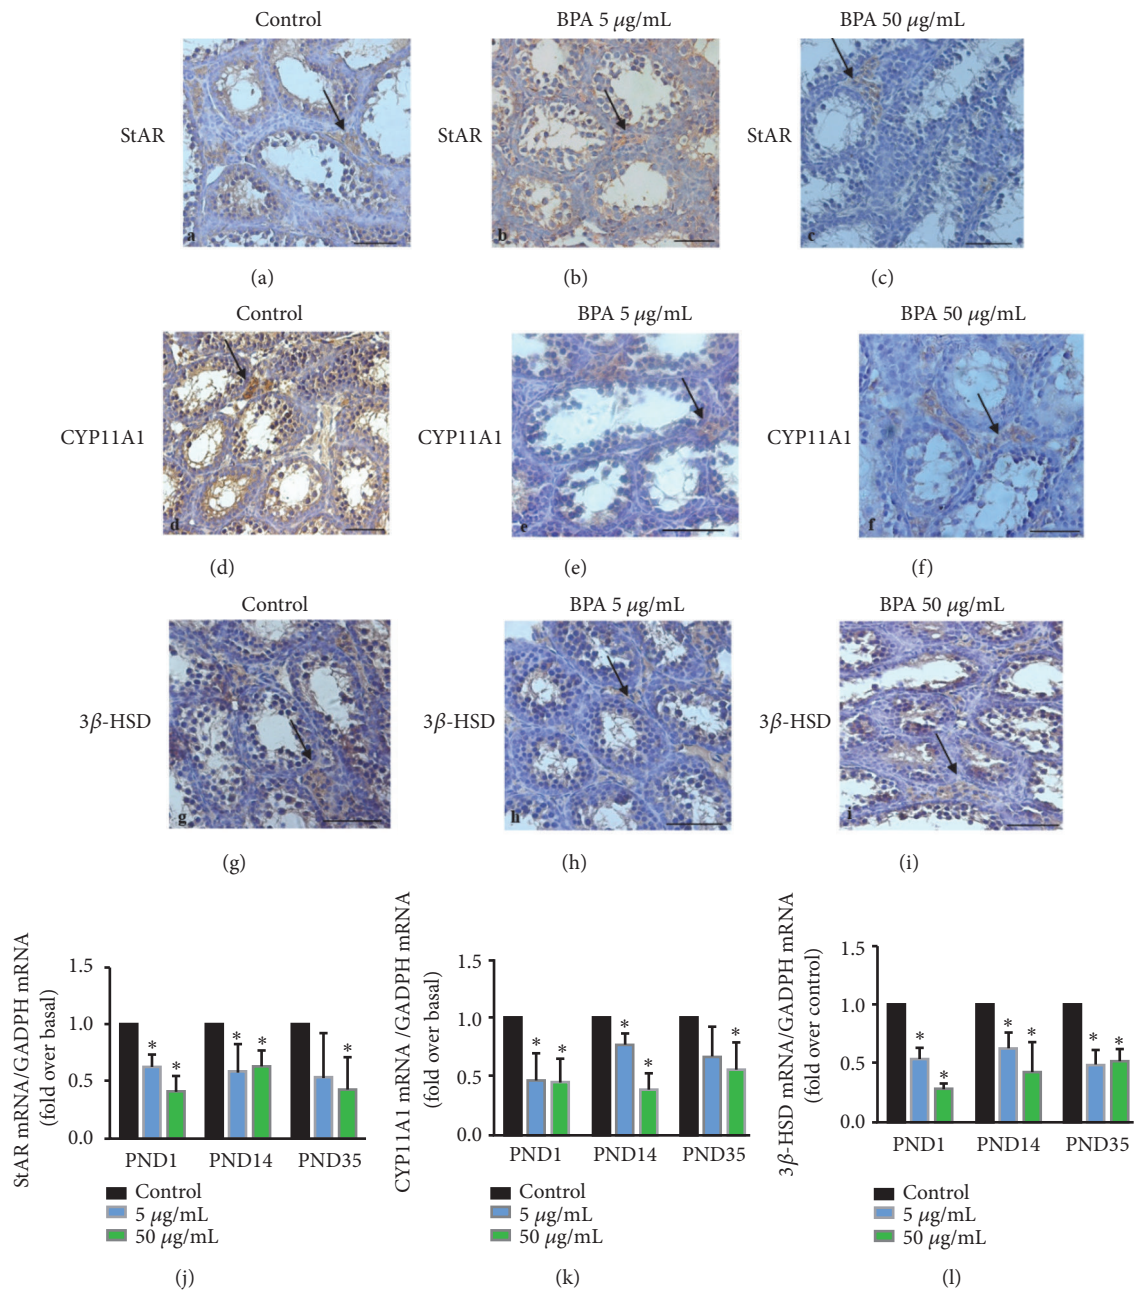 Control
BPA 5 μg/mL
BPA 50 μg/mL
StAR
StAR
StAR
a
b
c
(a)
(b)
(c)
Control
BPA 5 μg/mL
BPA 50 μg/mL
CYP11A1
CYP11A1
CYP11A1
d
e
f
(d)
(e)
(f)
Control
BPA 5 μg/mL
BPA 50 μg/mL
3β-HSD
3β-HSD
3β-HSD
g
h
i
(g)
(h)
(i)
StAR mRNA/GADPH mRNA
(fold over basal)
1.5
1.0
0.5
0.0
* * * * *
PND1 PND14 PND35
Control
5 μg/mL
50 μg/mL
(j)
CYP11A1 mRNA /GADPH mRNA
(fold over basal)
1.5
1.0
0.5
0.0
* * * * *
PND1 PND14 PND35
Control
5 μg/mL
50 μg/mL
(k)
3β-HSD mRNA/GADPH mRNA
(fold over control)
1.5
1.0
0.5
0.0
* * * * * *
PND1 PND14 PND35
Control
5 μg/mL
50 μg/mL
(l)